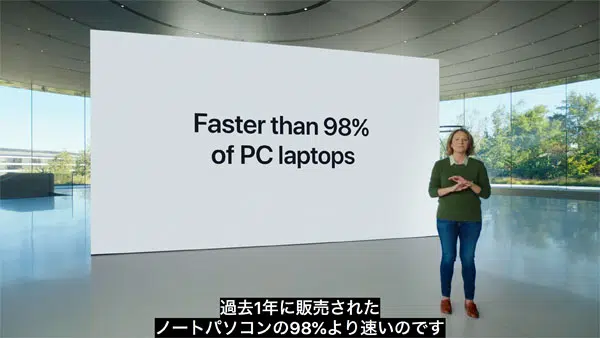 Faster than 98%
of PC laptops
過去1年に販売された
ノートパソコンの98%より速いのです